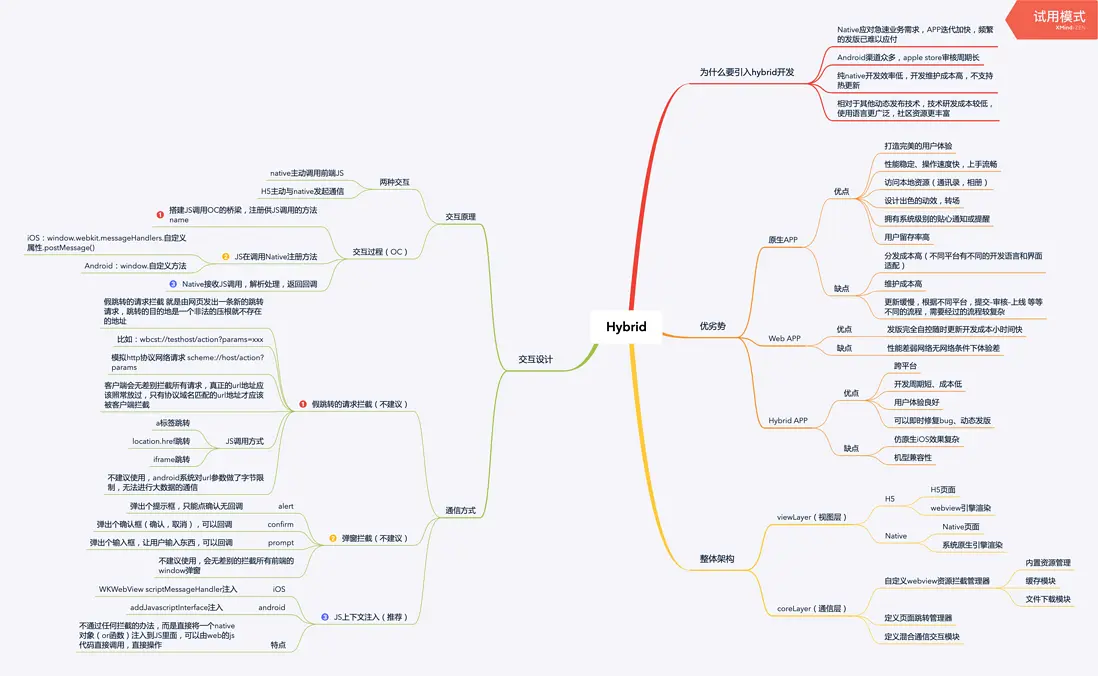 试用模式
XMind:ZEN
Hybrid
为什么要引入hybrid开发
Native应对急速业务需求，APP迭代加快，频繁
的发版已难以应付
Android渠道众多，apple store审核周期长
纯native开发效率低，开发维护成本高，不支持
热更新
相对于其他动态发布技术，技术研发成本较低，
使用语言更广泛，社区资源更丰富
优劣势
原生APP
优点
打造完美的用户体验
性能稳定、操作速度快，上手流畅
访问本地资源（通讯录，相册）
设计出色的动效，转场
拥有系统级别的贴心通知或提醒
用户留存率高
缺点
分发成本高（不同平台有不同的开发语言和界面
适配）
维护成本高
更新缓慢，根据不同平台，提交-审核-上线 等等
不同的流程，需要经过的流程较复杂
Web APP
优点
发版完全自控随时更新开发成本小时间快
缺点
性能差弱网络无网络条件下体验差
Hybrid APP
优点
跨平台
开发周期短、成本低
用户体验良好
可以即时修复bug、动态发版
缺点
仿原生iOS效果复杂
机型兼容性
整体架构
viewLayer（视图层）
H5
H5页面
webview引擎渲染
Native
Native页面
系统原生引擎渲染
coreLayer（通信层）
自定义webview资源拦截管理器
内置资源管理
缓存模块
文件下载模块
定义页面跳转管理器
定义混合通信交互模块
交互设计
交互原理
两种交互
native主动调用前端JS
H5主动与native发起通信
交互过程（OC）
1 搭建JS调用OC的桥梁，注册供JS调用的方法
name
2 JS在调用Native注册方法
iOS：window.webkit.messageHandlers.自定义
属性.postMessage()
Android：window.自定义方法
3 Native接收JS调用，解析处理，返回回调
通信方式
1 假跳转的请求拦截（不建议）
假跳转的请求拦截 就是由网页发出一条新的跳转
请求，跳转的目的地是一个非法的压根就不存在
的地址
比如：wbcst://testhost/action?params=xxx
模拟http协议网络请求 scheme://host/action?
params
客户端会无差别拦截所有请求，真正的url地址应
该照常放过，只有协议域名匹配的url地址才应该
被客户端拦截
JS调用方式
a标签跳转
location.href跳转
iframe跳转
不建议使用，android系统对url参数做了字节限
制，无法进行大数据的通信
2 弹窗拦截（不建议）
alert
弹出个提示框，只能点确认无回调
confirm
弹出个确认框（确认，取消），可以回调
prompt
弹出个输入框，让用户输入东西，可以回调
不建议使用，会无差别的拦截所有前端的
window弹窗
3 JS上下文注入（推荐）
iOS
WKWebView scriptMessageHandler注入
android
addJavascriptInterface注入
特点
不通过任何拦截的办法，而是直接将一个native
对象（or函数）注入到JS里面，可以由web的js
代码直接调用，直接操作